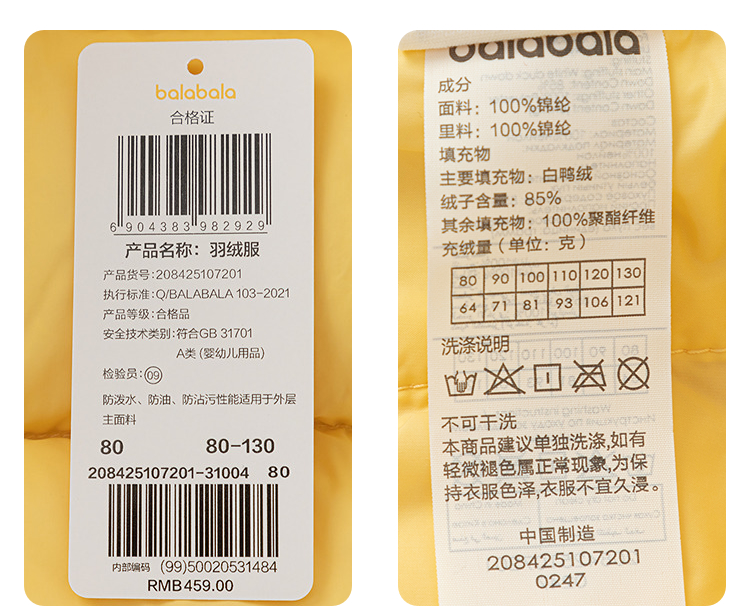 balabala
合格证
6904383982929
产品名称：羽绒服
产品货号：208425107201
执行标准：Q/BALABALA 103-2021
产品等级：合格品
安全技术类别：符合GB 31701
A类（婴幼儿用品）
检验员：09
防泼水、防油、防沾污性能适用于外层
主面料
80 80-130
208425107201-31004 80
内部编码 (99)50020531484
RMB459.00
balabala
成分
面料：100%锦纶
里料：100%锦纶
填充物
主要填充物：白鸭绒
绒子含量：85%
其余填充物：100%聚酯纤维
充绒量（单位：克）
80 90 100 110 120 130
64 71 81 93 106 121
洗涤说明
不可干洗
本商品建议单独洗涤,如有
轻微褪色属正常现象,为保
持衣服色泽,衣服不宜久浸。
中国制造
208425107201
0247